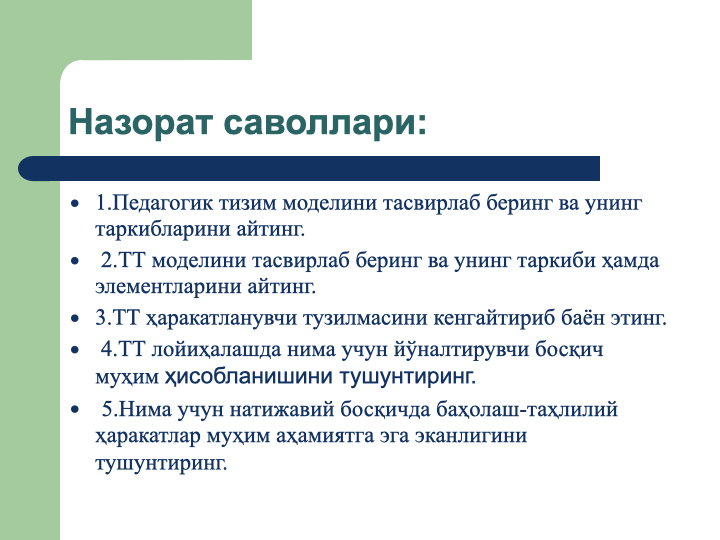 Назорат саволлари:
• 1.Педагогик тизим моделини тасвирлаб беринг ва унинг
таркибларини айтинг.
• 2.ТТ моделини тасвирлаб беринг ва унинг таркиби ҳамда
элементларини айтинг.
• 3.ТТ ҳаракатланувчи тузилмасини кенгайтириб баён этинг.
• 4.ТТ лойиҳалашда нима учун йўналтирувчи босқич
муҳим ҳисобланишини тушунтиринг.
• 5.Нима учун натижавий босқичда баҳолаш-таҳлилий
ҳаракатлар муҳим аҳамиятга эга эканлигини
тушунтиринг.